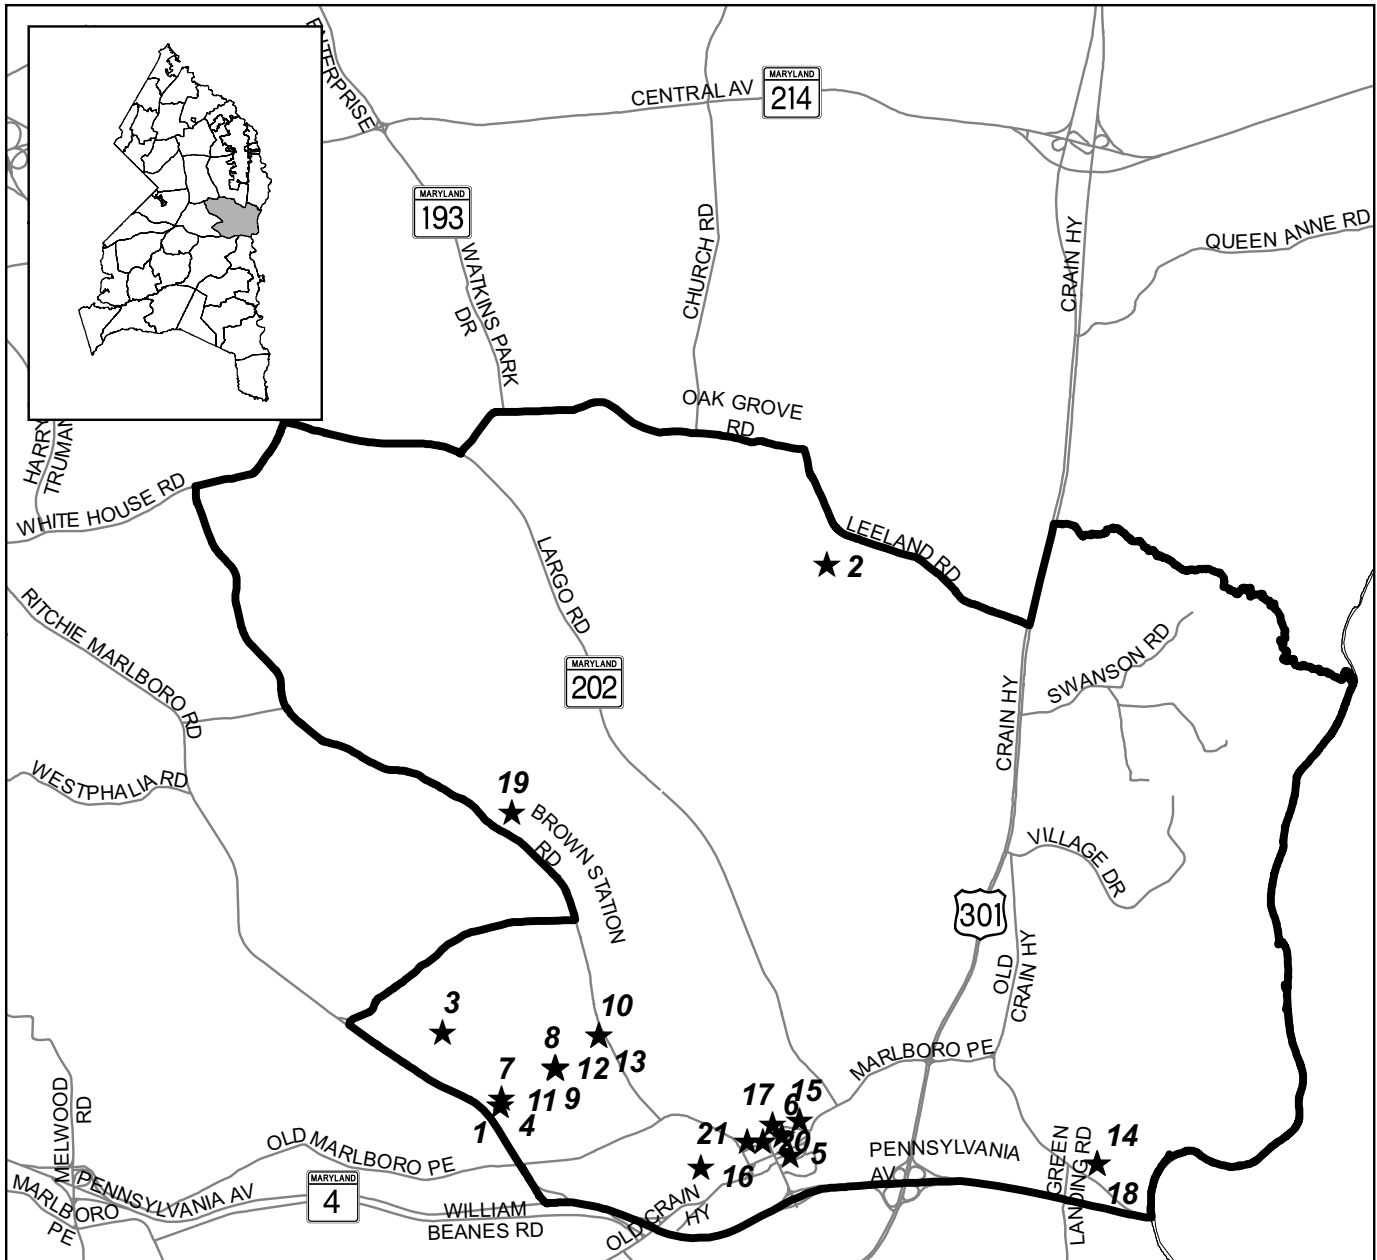 ENTERPRISE
CENTRAL AV
MARYLAND
214
MARYLAND
193
WATKINS PARK
DR
CHURCH RD
CRAIN HY
QUEEN ANNE RD
OAK GROVE
RD
HARRY
TRUMAN
WHITE HOUSE RD
LEELAND RD
2
LARGO RD
RITCHIE MARLBORO RD
MARYLAND
202
SWANSON RD
CRAIN HY
WESTPHALIA RD
19
BROWN STATION
RD
VILLAGE DR
301
OLD
CRAIN HY
3
10
8
12
13
7
11
9
1
4
MARLBORO PE
17
6
15
21
20
5
16
PENNSYLVANIA
AV
GREEN
LANDING RD
14
18
MELWOOD
RD
OLD MARLBORO PE
PENNSYLVANIA AV
MARLBORO
PE
MARYLAND
4
WILLIAM
BEANES RD
OLD CRAIN
HY